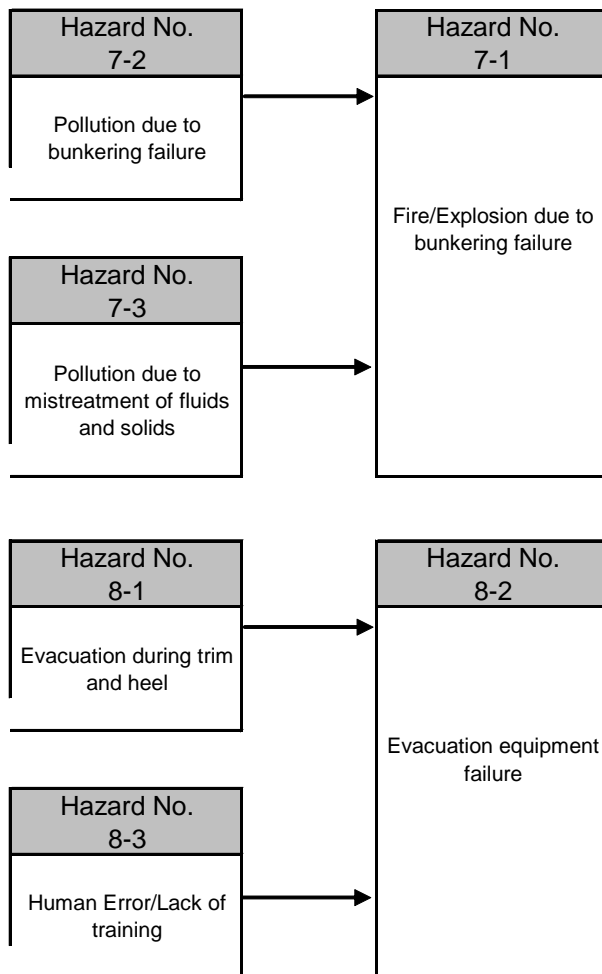 Hazard No.
7-2
Pollution due to
bunkering failure
Hazard No.
7-1
Fire/Explosion due to
bunkering failure
Hazard No.
7-3
Pollution due to
mistreatment of fluids
and solids
Hazard No.
8-1
Evacuation during trim
and heel
Hazard No.
8-2
Evacuation equipment
failure
Hazard No.
8-3
Human Error/Lack of
training